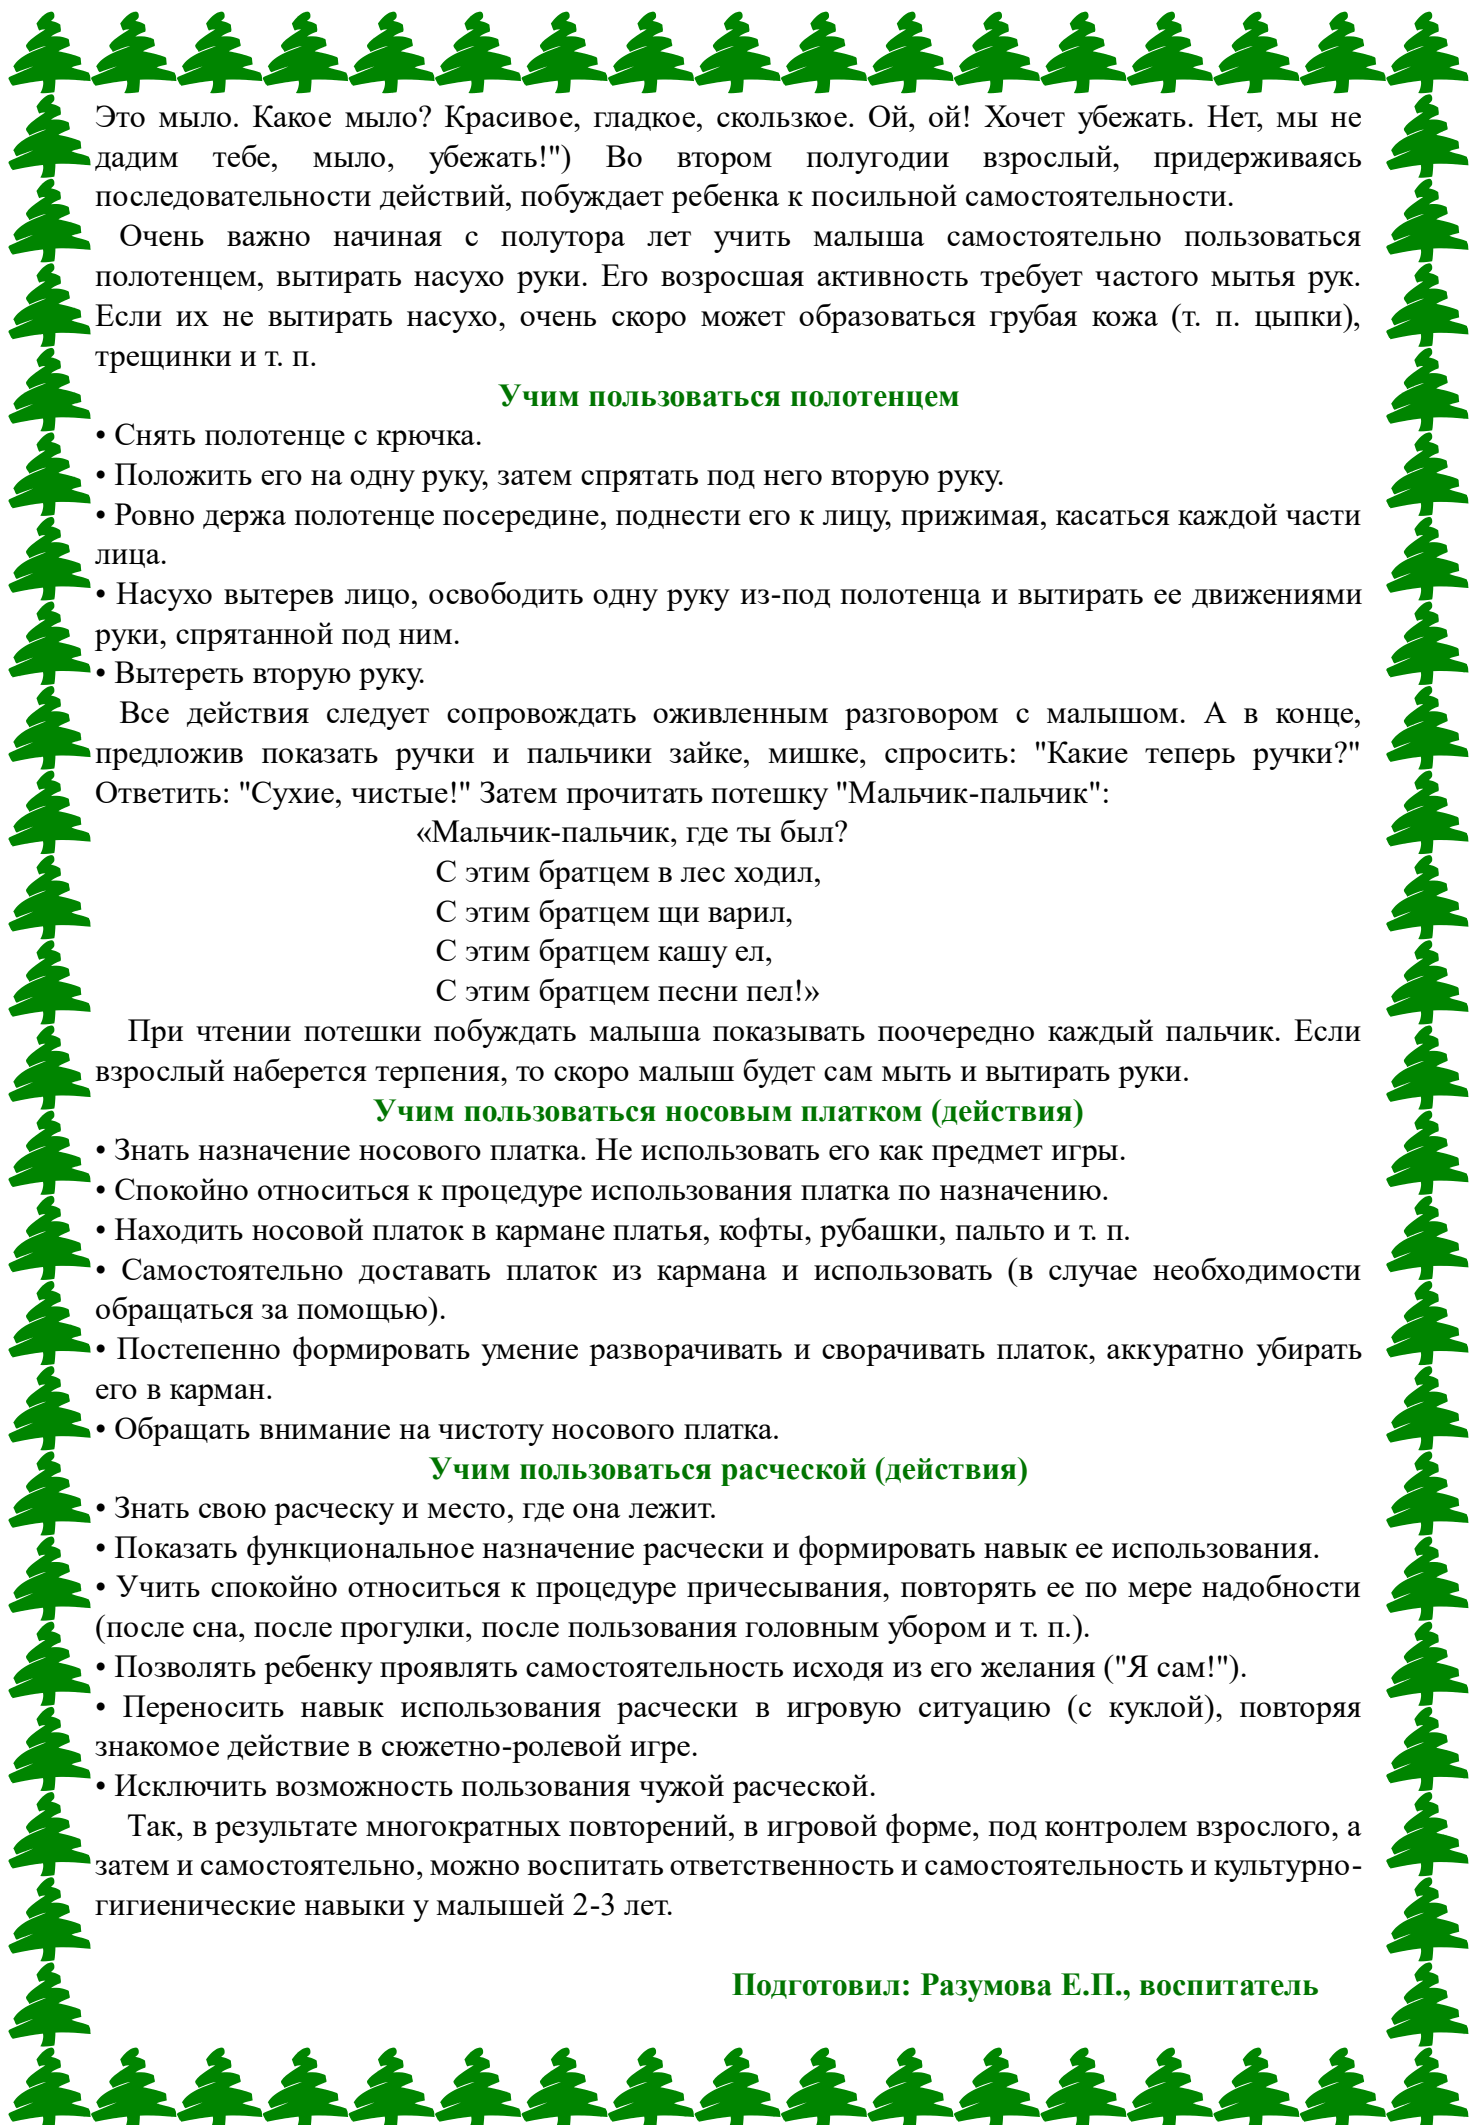 Это мыло. Какое мыло? Красивое, гладкое, скользкое. Ой, ой! Хочет убежать. Нет, мы не
дадим тебе, мыло, убежать!") Во втором полугодии взрослый, придерживаясь
последовательности действий, побуждает ребенка к посильной самостоятельности.
Очень важно начиная с полутора лет учить малыша самостоятельно пользоваться
полотенцем, вытирать насухо руки. Его возросшая активность требует частого мытья рук.
Если их не вытирать насухо, очень скоро может образоваться грубая кожа (т. п. цыпки),
трещинки и т. п.
Учим пользоваться полотенцем
• Снять полотенце с крючка.
• Положить его на одну руку, затем спрятать под него вторую руку.
• Ровно держа полотенце посередине, поднести его к лицу, прижимая, касаться каждой части
лица.
• Насухо вытерев лицо, освободить одну руку из-под полотенца и вытирать ее движениями
руки, спрятанной под ним.
• Вытереть вторую руку.
Все действия следует сопровождать оживленным разговором с малышом. А в конце,
предложив показать ручки и пальчики зайке, мишке, спросить: "Какие теперь ручки?"
Ответить: "Сухие, чистые!" Затем прочитать потешку "Мальчик-пальчик":
«Мальчик-пальчик, где ты был?
С этим братцем в лес ходил,
С этим братцем щи варил,
С этим братцем кашу ел,
С этим братцем песни пел!»
При чтении потешки побуждать малыша показывать поочередно каждый пальчик. Если
взрослый наберется терпения, то скоро малыш будет сам мыть и вытирать руки.
Учим пользоваться носовым платком (действия)
• Знать назначение носового платка. Не использовать его как предмет игры.
• Спокойно относиться к процедуре использования платка по назначению.
• Находить носовой платок в кармане платья, кофты, рубашки, пальто и т. п.
• Самостоятельно доставать платок из кармана и использовать (в случае необходимости
обращаться за помощью).
• Постепенно формировать умение разворачивать и сворачивать платок, аккуратно убирать
его в карман.
• Обращать внимание на чистоту носового платка.
Учим пользоваться расческой (действия)
• Знать свою расческу и место, где она лежит.
• Показать функциональное назначение расчески и формировать навык ее использования.
• Учить спокойно относиться к процедуре причесывания, повторять ее по мере надобности
(после сна, после прогулки, после пользования головным убором и т. п.).
• Позволять ребенку проявлять самостоятельность исходя из его желания ("Я сам!").
• Переносить навык использования расчески в игровую ситуацию (с куклой), повторяя
знакомое действие в сюжетно-ролевой игре.
• Исключить возможность пользования чужой расческой.
Так, в результате многократных повторений, в игровой форме, под контролем взрослого, а
затем и самостоятельно, можно воспитать ответственность и самостоятельность и культурно-
гигиенические навыки у малышей 2-3 лет.
Подготовил: Разумова Е.П., воспитатель